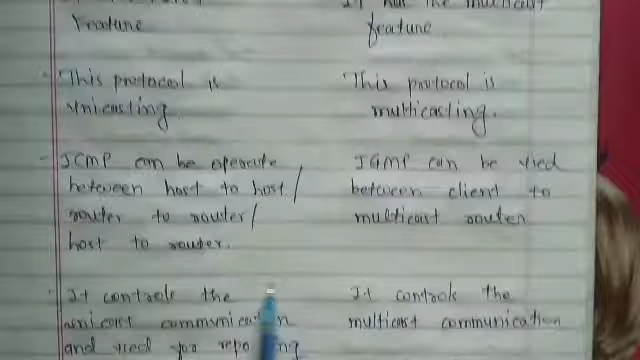 Feature
feature
This protocol is
unicasting.
This protocol is
multicasting.
ICMP can be operate
between host to host/
router to router/
host to router.
IGMP can be used
between client to
multicast router
It controls the
unicast communication
and used for
It controls the
multicast communication